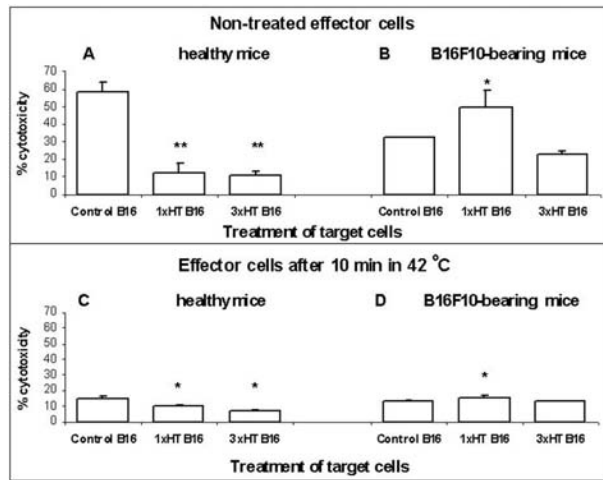 Non-treated effector cells
A healthy mice B B16F10-bearing mice
% cytotoxicity
70
60
50
40
30
20
10
0
** ** *
Control B16 1xHT B16 3xHT B16 Control B16 1xHT B16 3xHT B16
Treatment of target cells
Effector cells after 10 min in 42 °C
C healthy mice D B16F10-bearing mice
% cytotoxicity
70
60
50
40
30
20
10
0
* * *
Control B16 1xHT B16 3xHT B16 Control B16 1xHT B16 3xHT B16
Treatment of target cells